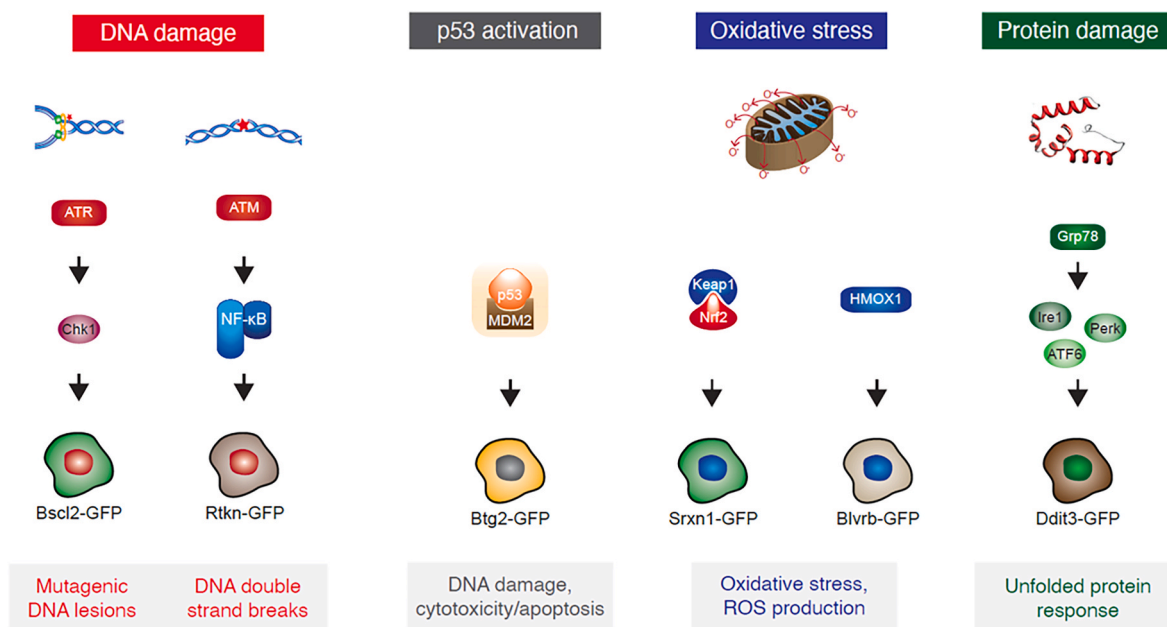 DNA damage
p53 activation
Oxidative stress
Protein damage
O-
O-
O-
O-
O-
O-
O-
O-
O-
O-
ATR
ATM
Grp78
Chk1
NF-κB
p53
MDM2
Keap1
Nrf2
HMOX1
Ire1
Perk
ATF6
Bscl2-GFP
Rtkn-GFP
Btg2-GFP
Srxn1-GFP
Blvrb-GFP
Ddit3-GFP
Mutagenic
DNA lesions
DNA double
strand breaks
DNA damage,
cytotoxicity/apoptosis
Oxidative stress,
ROS production
Unfolded protein
response